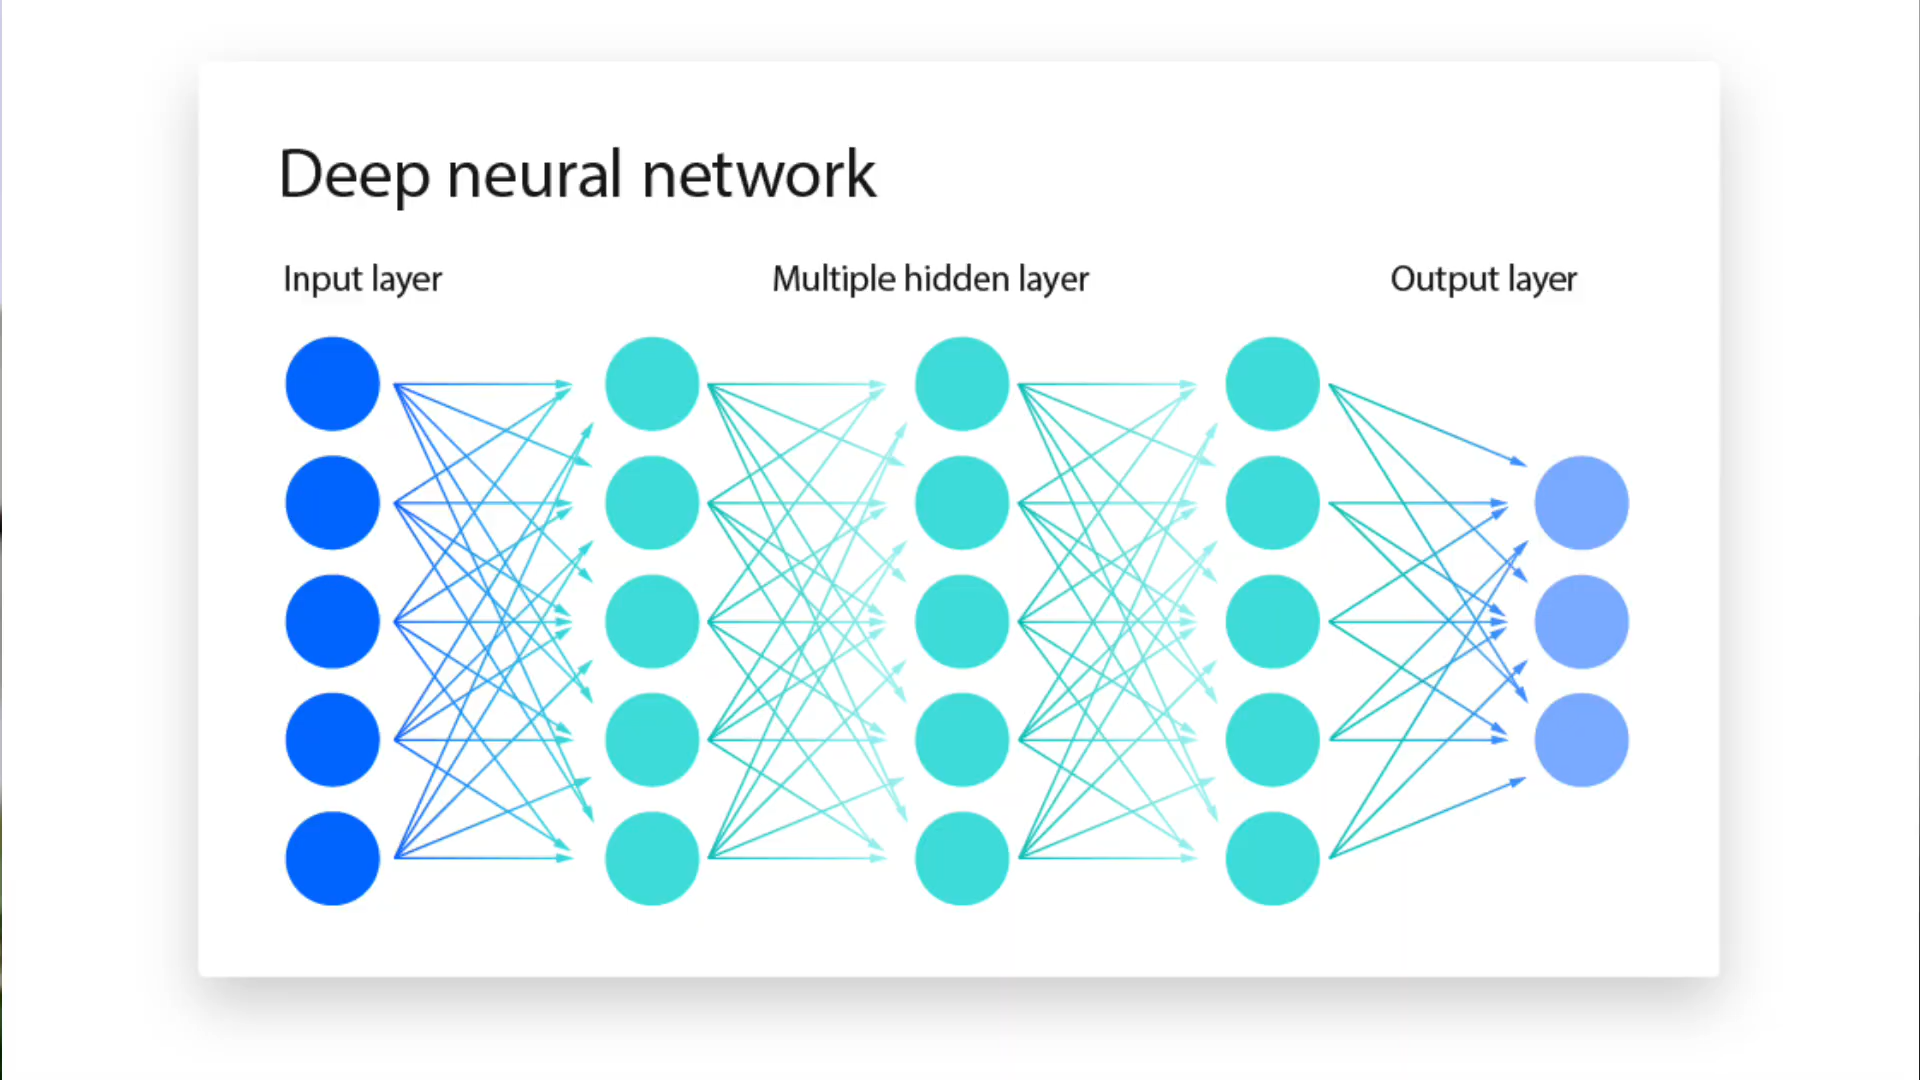 Deep neural network
Input layer
Multiple hidden layer
Output layer